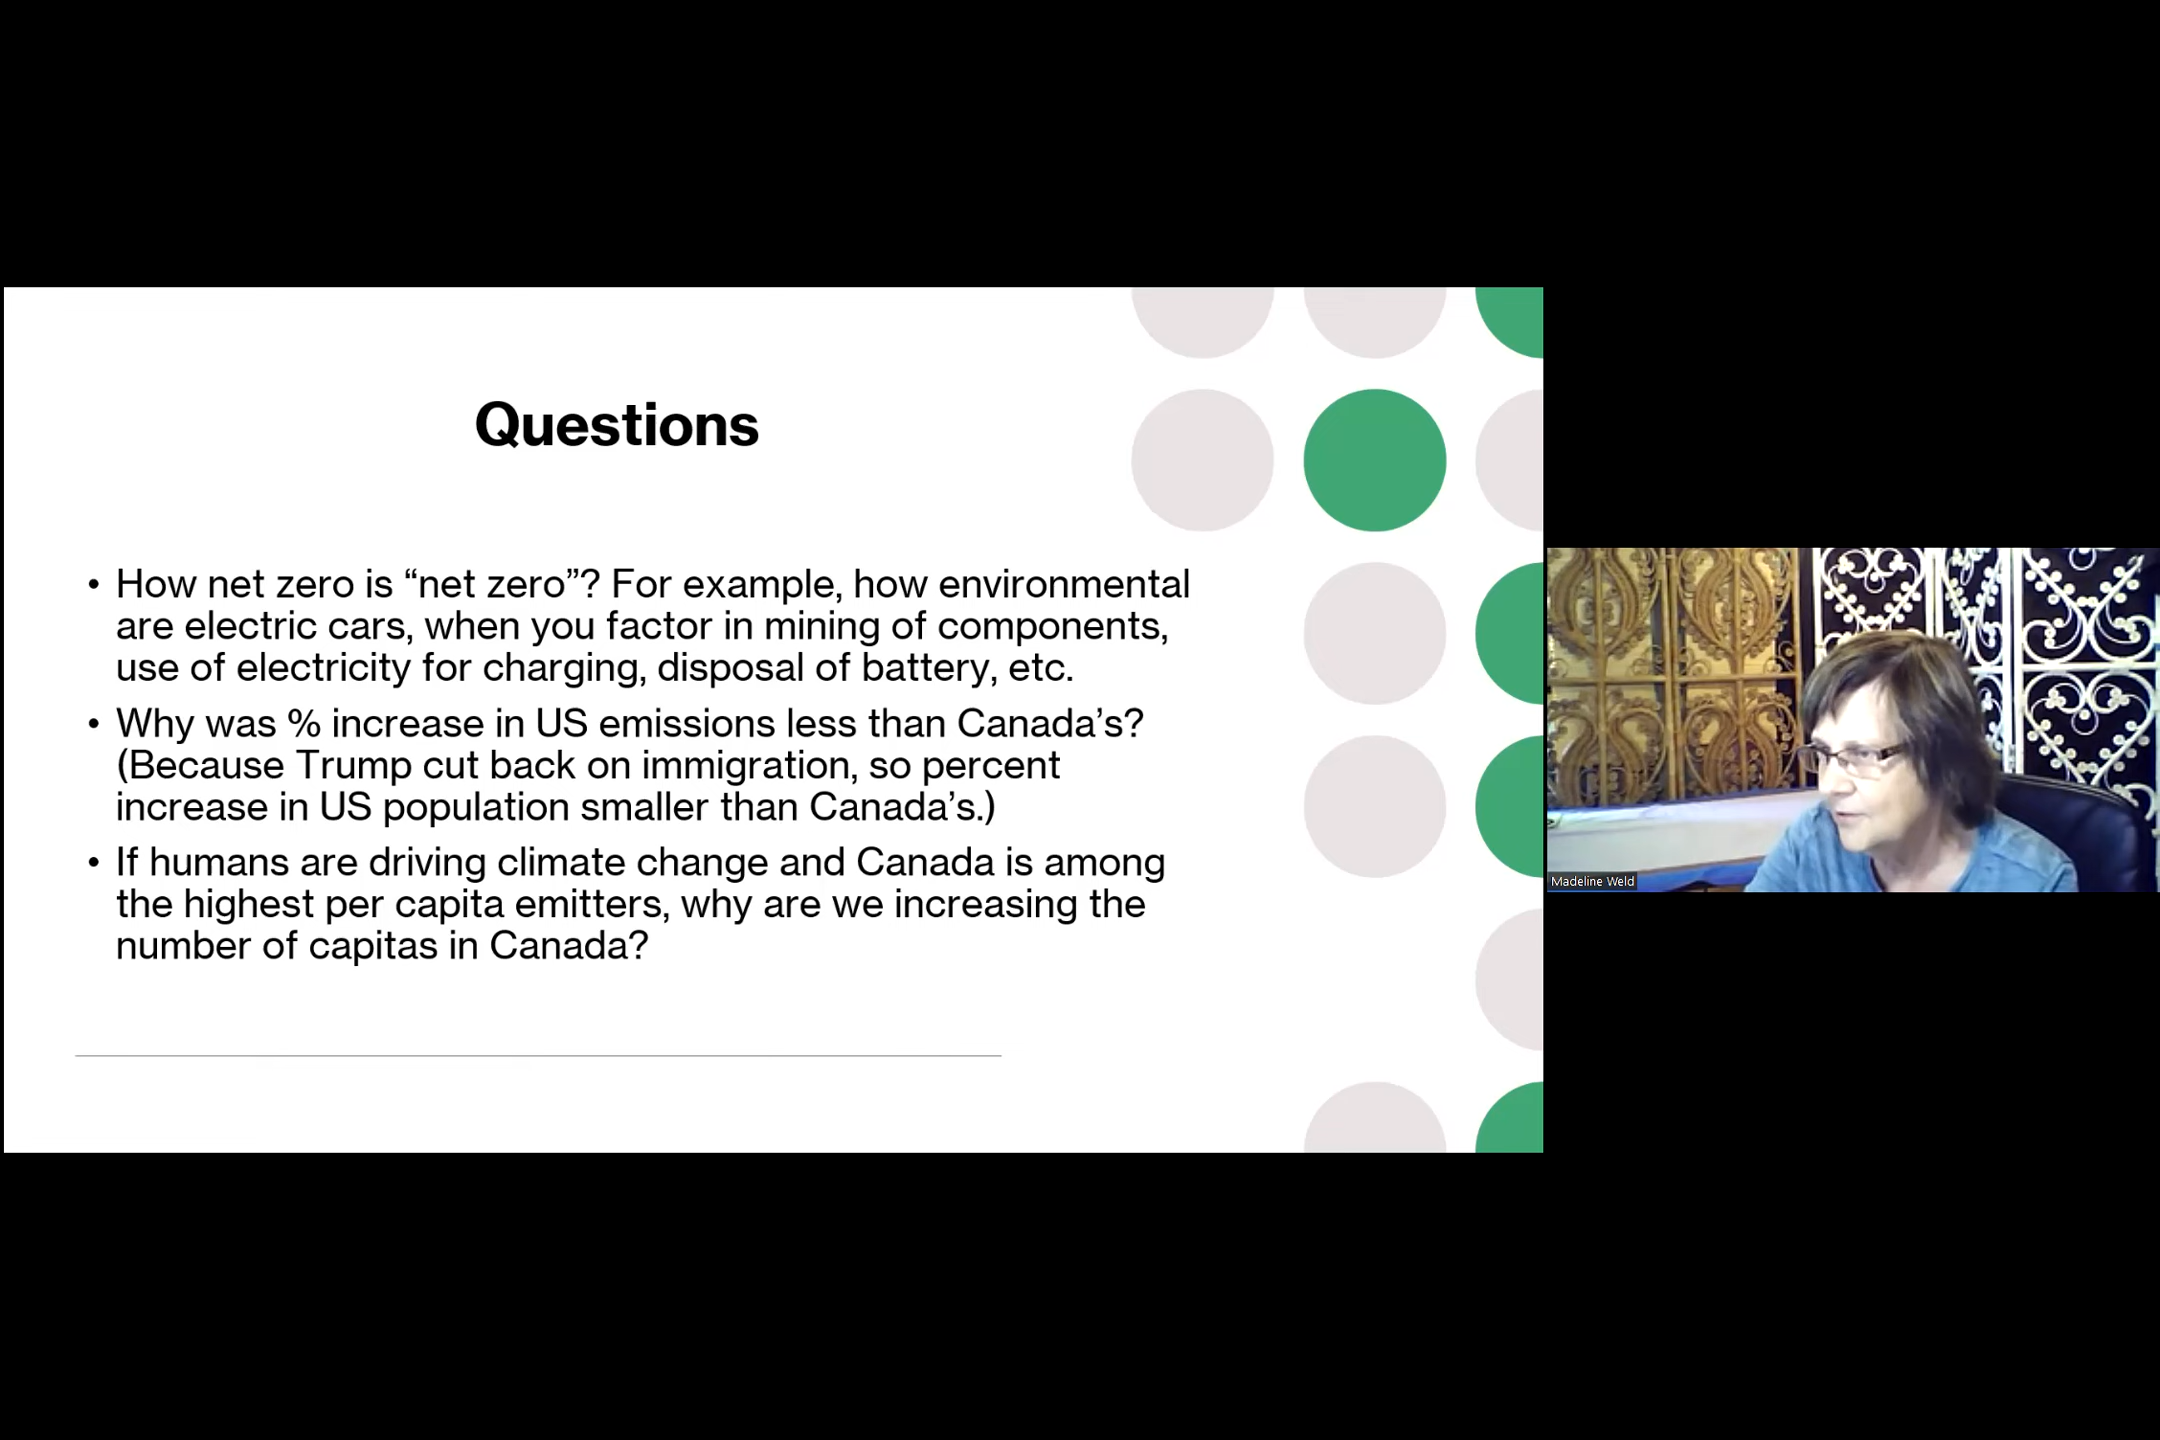 Questions
• How net zero is “net zero”? For example, how environmental
are electric cars, when you factor in mining of components,
use of electricity for charging, disposal of battery, etc.
• Why was % increase in US emissions less than Canada’s?
(Because Trump cut back on immigration, so percent
increase in US population smaller than Canada’s.)
• If humans are driving climate change and Canada is among
the highest per capita emitters, why are we increasing the
number of capitas in Canada?
Madeline Weld